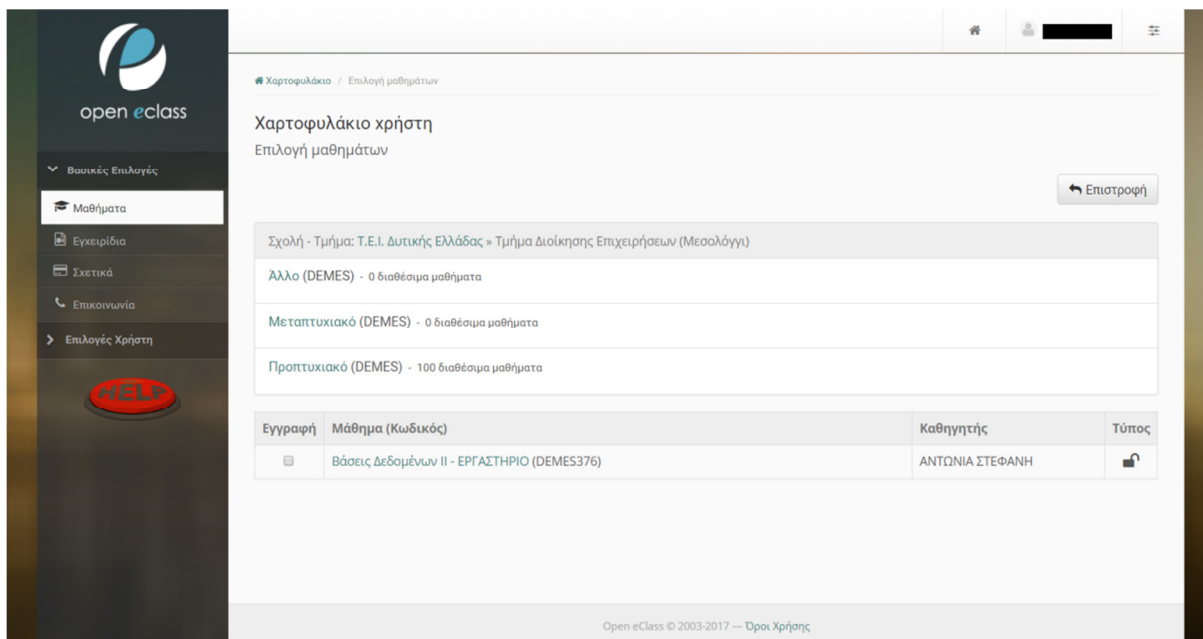 open eclass
Βασικές Επιλογές
Μαθήματα
Εγχειρίδια
Σχετικά
Επικοινωνία
Επιλογές Χρήστη
HELP
Χαρτοφυλάκιο / Επιλογή μαθημάτων
Χαρτοφυλάκιο χρήστη
Επιλογή μαθημάτων
Επιστροφή
Σχολή - Τμήμα: Τ.Ε.Ι. Δυτικής Ελλάδας » Τμήμα Διοίκησης Επιχειρήσεων (Μεσολόγγι)
Άλλο (DEMES) - 0 διαθέσιμα μαθήματα
Μεταπτυχιακό (DEMES) - 0 διαθέσιμα μαθήματα
Προπτυχιακό (DEMES) - 100 διαθέσιμα μαθήματα
Εγγραφή Μάθημα (Κωδικός) Καθηγητής Τύπος
Βάσεις Δεδομένων ΙΙ - ΕΡΓΑΣΤΗΡΙΟ (DEMES376) ΑΝΤΩΝΙΑ ΣΤΕΦΑΝΗ
Open eClass © 2003-2017 — Όροι Χρήσης